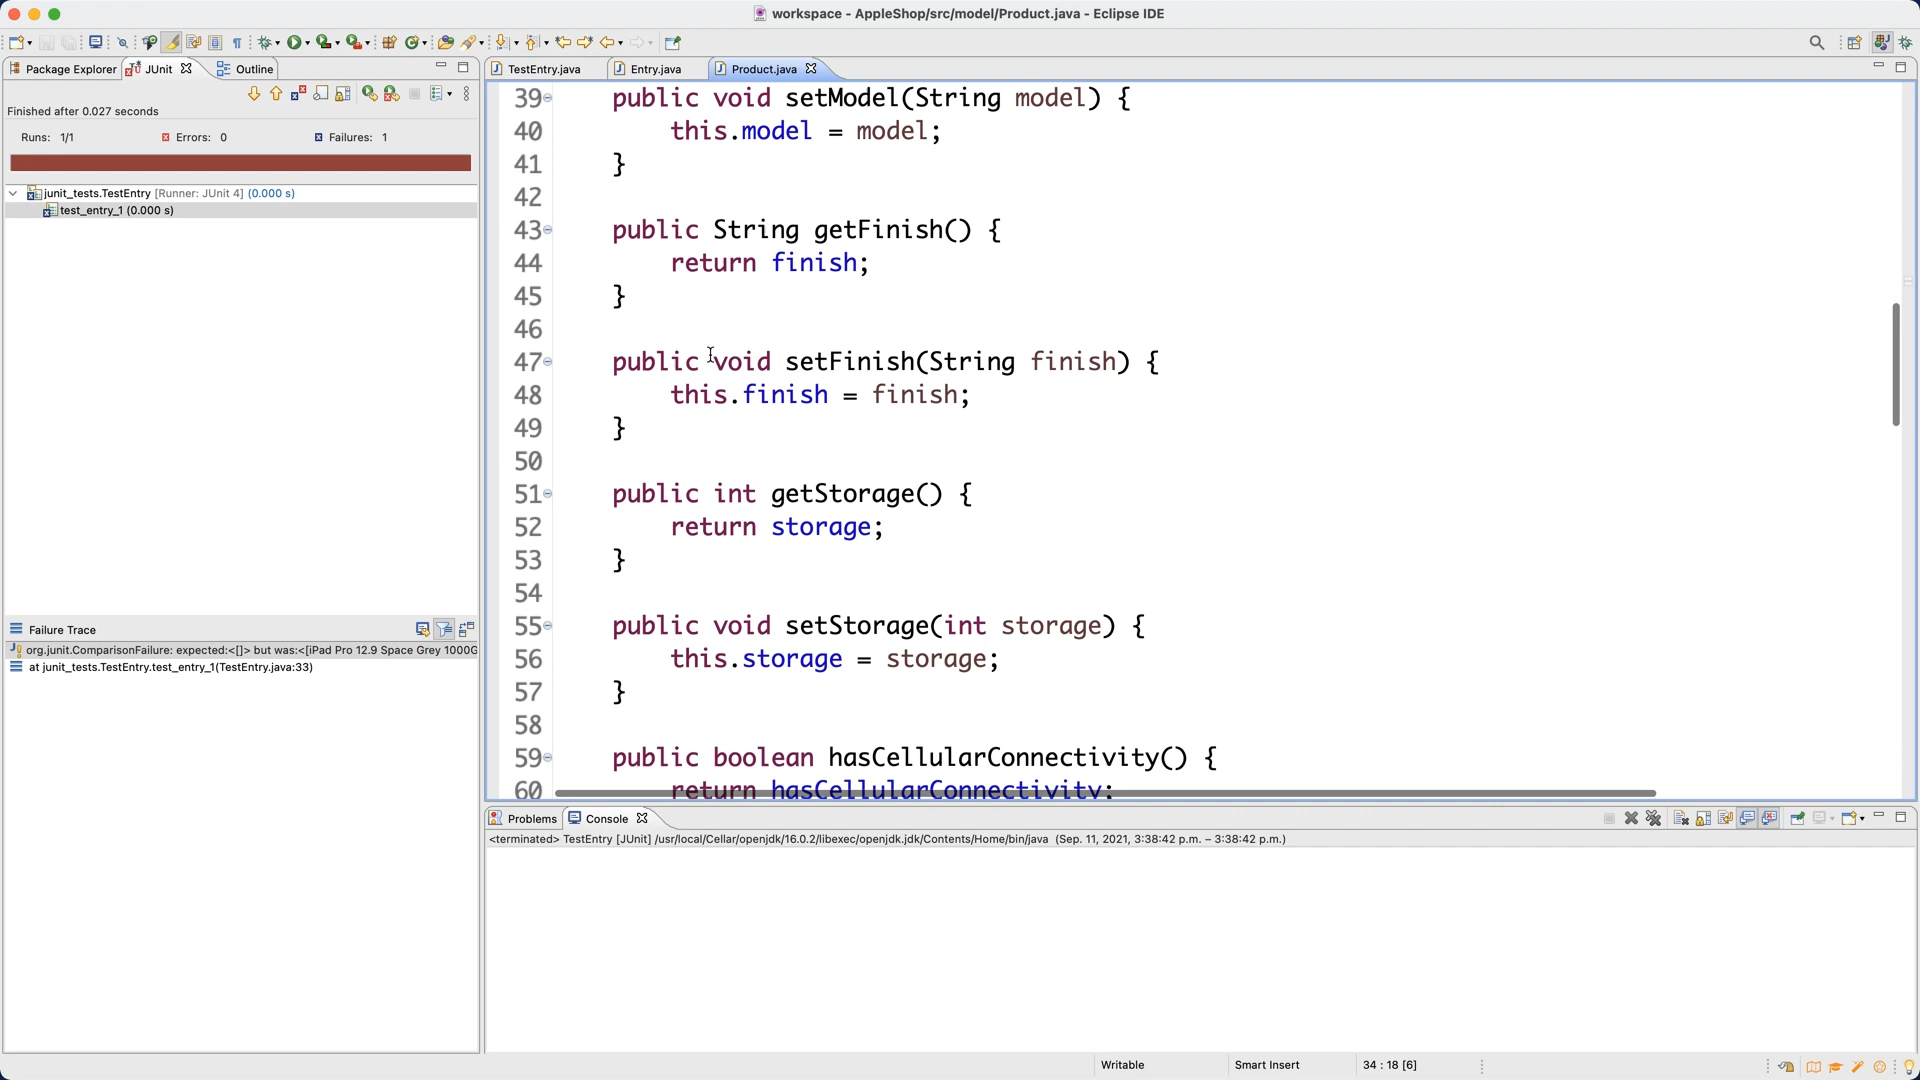 workspace - AppleShop/src/model/Product.java - Eclipse IDE
Package Explorer JUnit Outline
TestEntry.java Entry.java Product.java
Finished after 0.027 seconds
Runs: 1/1 Errors: 0 Failures: 1
junit_tests.TestEntry [Runner: JUnit 4] (0.000 s)
test_entry_1 (0.000 s)
Failure Trace
org.junit.ComparisonFailure: expected:<[]> but was:<[iPad Pro 12.9 Space Grey 1000G
at junit_tests.TestEntry.test_entry_1(TestEntry.java:33)
39 public void setModel(String model) {
40 this.model = model;
41 }
42
43 public String getFinish() {
44 return finish;
45 }
46
47 public void setFinish(String finish) {
48 this.finish = finish;
49 }
50
51 public int getStorage() {
52 return storage;
53 }
54
55 public void setStorage(int storage) {
56 this.storage = storage;
57 }
58
59 public boolean hasCellularConnectivity() {
60 return hasCellularConnectivity;
Problems Console
<terminated> TestEntry [JUnit] /usr/local/Cellar/openjdk/16.0.2/libexec/openjdk.jdk/Contents/Home/bin/java (Sep. 11, 2021, 3:38:42 p.m. – 3:38:42 p.m.)
Writable Smart Insert 34 : 18 [6]